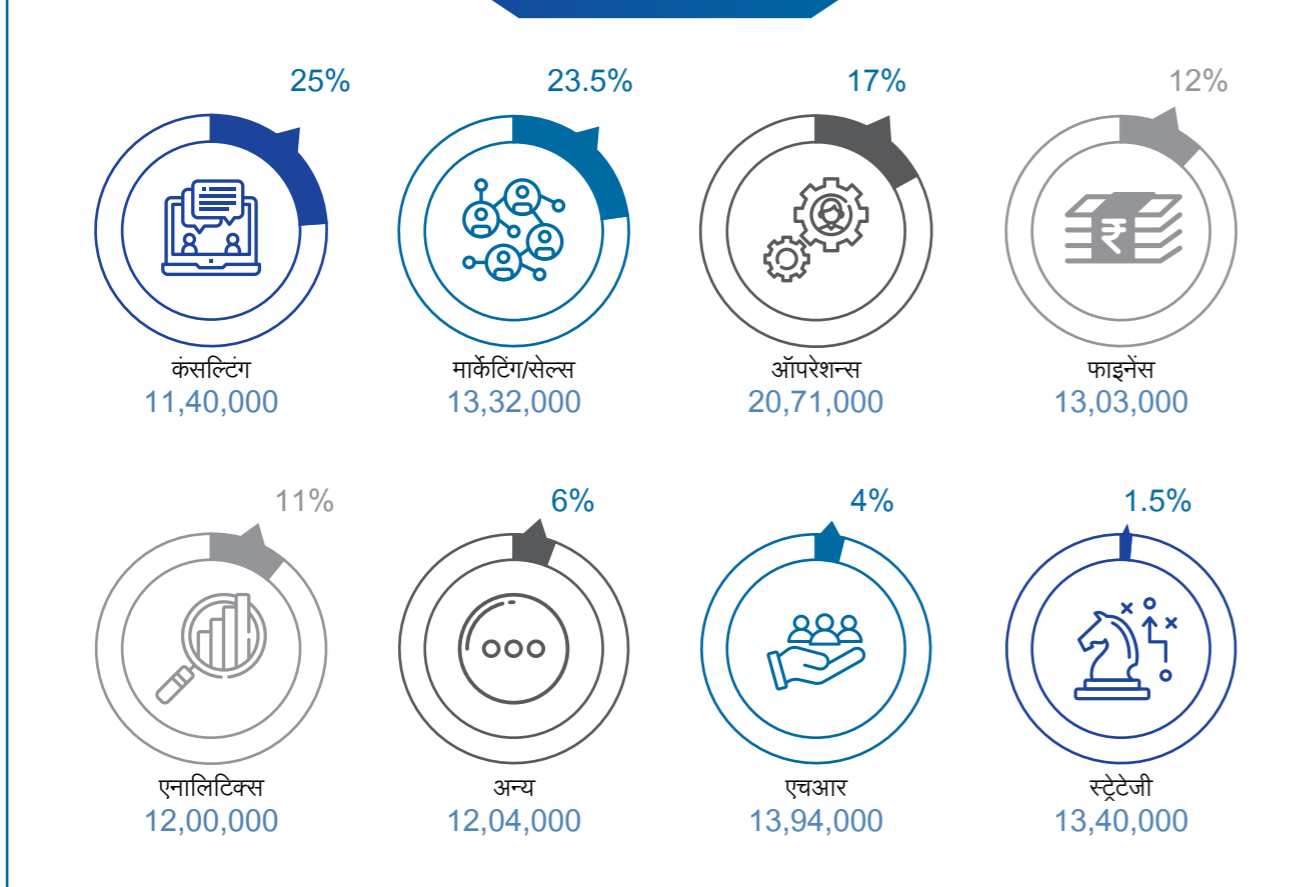 25%
23.5%
17%
12%
₹
कंसल्टिंग
मार्केटिंग/सेल्स
ऑपरेशन्स
फाइनेंस
11,40,000
13,32,000
20,71,000
13,03,000
11%
6%
4%
1.5%
एनालिटिक्स
अन्य
एचआर
स्ट्रेटेजी
12,00,000
12,04,000
13,94,000
13,40,000